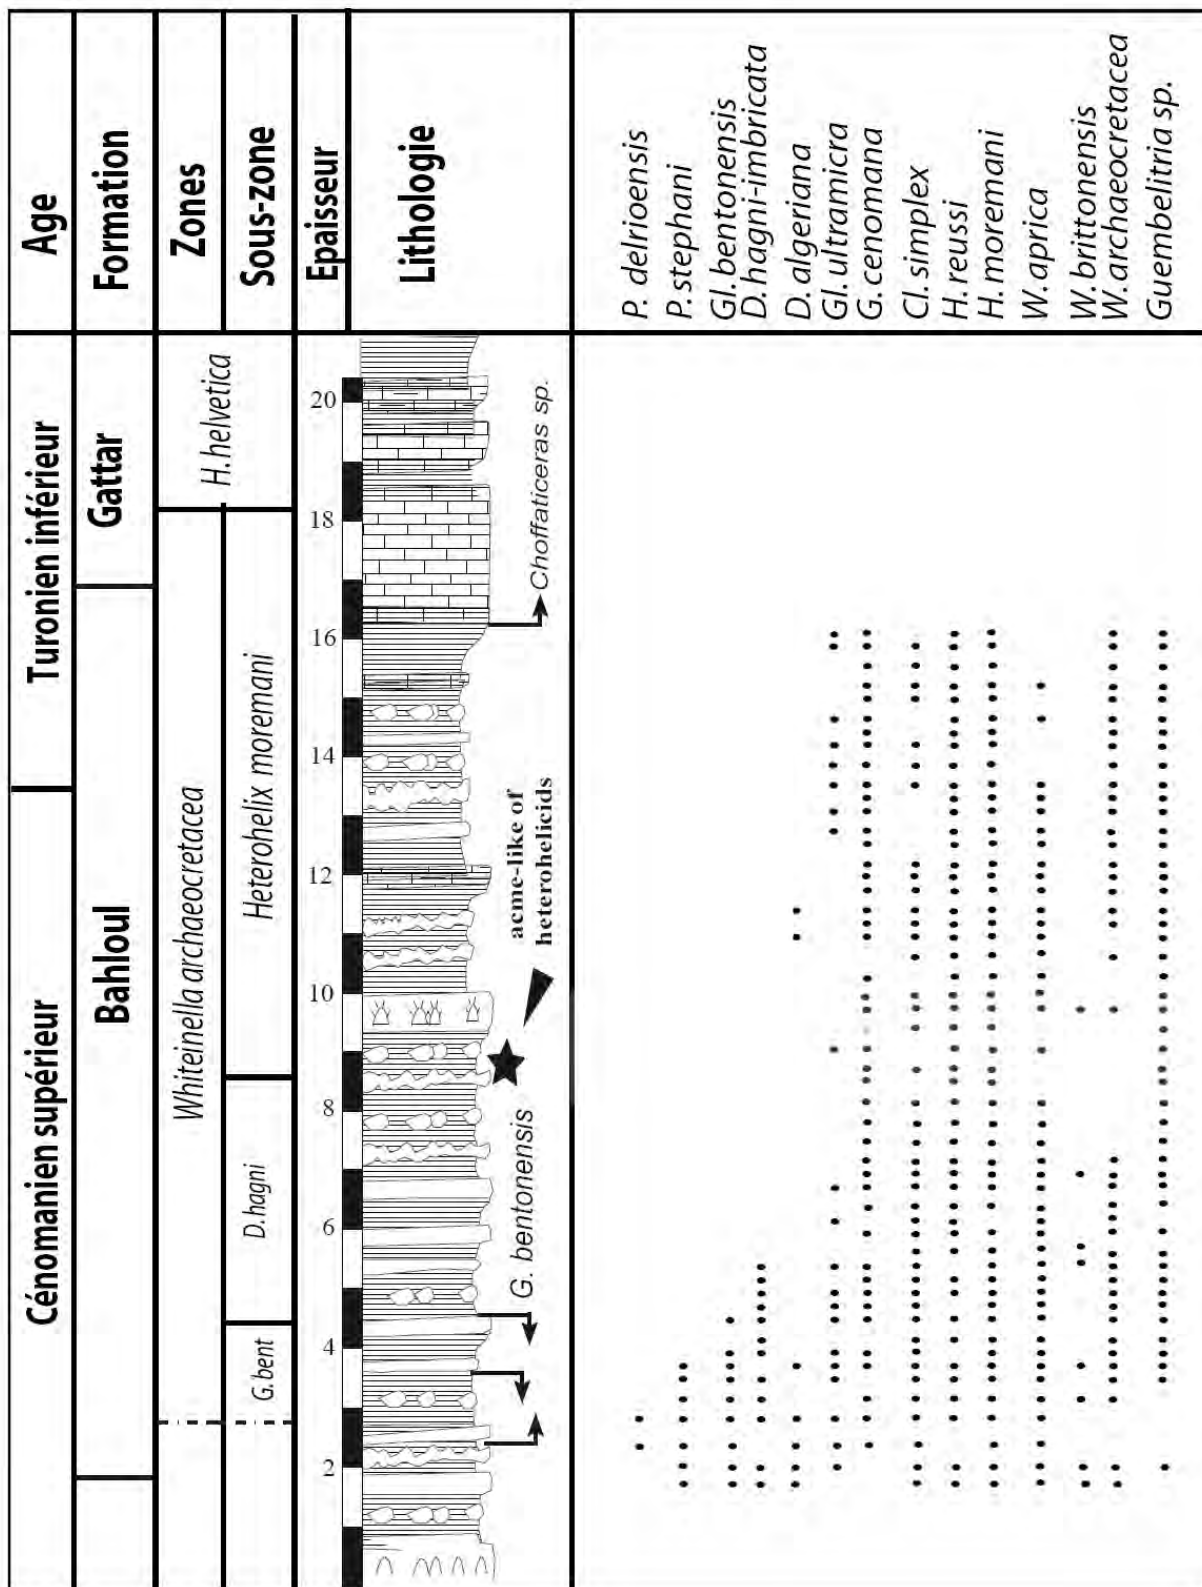 Age
Formation
Zones
Sous-zone
Epaisseur
Lithologie
P. delrioensis
P. stephani
Gl. bentonensis
D. hagni-imbricata
D. algeriana
Gl. ultramicra
G. cenomana
Cl. simplex
H. reussi
H. moremani
W. aprica
W. brittonensis
W. archaeocretacea
Guembelitria sp.
Turonien inférieur
Cénomanien supérieur
Gattar
Bahloul
H. helvetica
Whiteinella archaeocretacea
Heterohelix moremani
D. hagni
G. bent
20
18
16
14
12
10
8
6
4
2
Choffaticeras sp.
acme-like of
heterohelicids
G. bentonensis